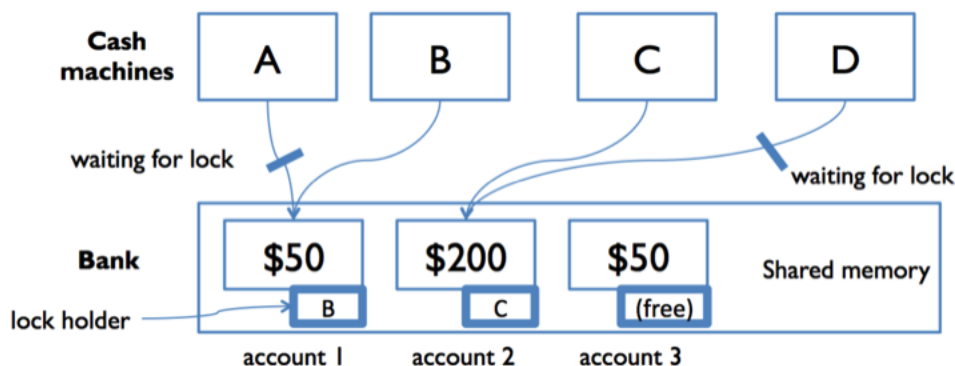 Cash
machines
A
B
C
D
waiting for lock
waiting for lock
Bank
$50
$200
$50
Shared memory
lock holder
B
C
(free)
account 1
account 2
account 3